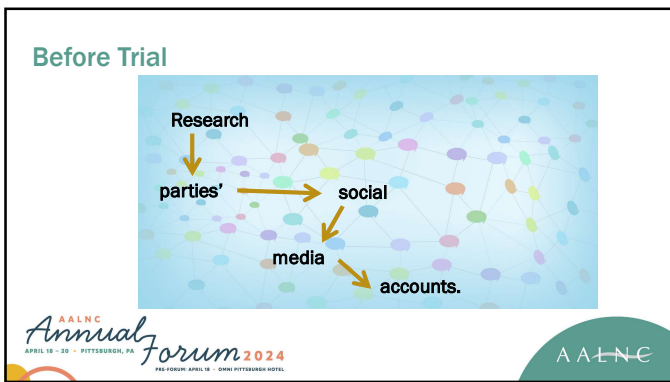 Before Trial
Research
parties’
social
media
accounts.
AALNC
Annual
APRIL 18 - 20 • PITTSBURGH, PA
Forum 2024
PRE-FORUM: APRIL 18 • OMNI PITTSBURGH HOTEL
AALNC